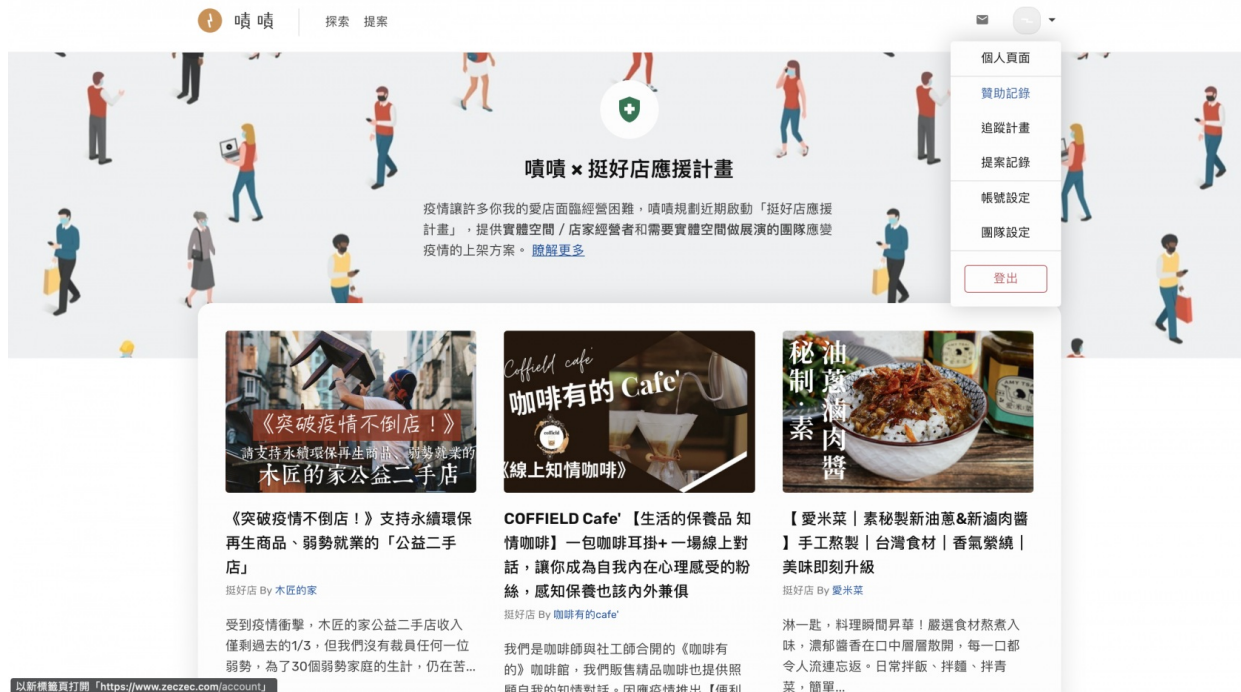 嘖嘖
探索 提案
個人頁面
贊助記錄
追蹤計畫
提案記錄
帳號設定
團隊設定
登出
嘖嘖 × 挺好店應援計畫
疫情讓許多你我的愛店面臨經營困難，嘖嘖規劃近期啟動「挺好店應援
計畫」，提供實體空間 / 店家經營者和需要實體空間做展演的團隊應變
疫情的上架方案。 瞭解更多
《突破疫情不倒店！》
請支持永續環保再生商品、弱勢就業的
木匠的家公益二手店
《突破疫情不倒店！》支持永續環保
再生商品、弱勢就業的「公益二手
店」
挺好店 By 木匠的家
受到疫情衝擊，木匠的家公益二手店收入
僅剩過去的1/3，但我們沒有裁員任何一位
弱勢，為了30個弱勢家庭的生計，仍在苦...
Coffield cafe'
咖啡有的 Cafe'
coffield
《線上知情咖啡》
COFFIELD Cafe' 【生活的保養品 知
情咖啡】一包咖啡耳掛+ 一場線上對
話，讓你成為自我內在心理感受的粉
絲，感知保養也該內外兼俱
挺好店 By 咖啡有的cafe'
我們是咖啡師與社工師合開的《咖啡有
的》咖啡館，我們販售精品咖啡也提供照
顧自我的知情對話。因應疫情推出【便利
油蔥滷肉醬
秘制·素
【 愛米菜｜素秘製新油蔥&新滷肉醬
】手工熬製｜台灣食材｜香氣縈繞｜
美味即刻升級
挺好店 By 愛米菜
淋一匙，料理瞬間昇華！嚴選食材熬煮入
味，濃郁醬香在口中層層散開，每一口都
令人流連忘返。日常拌飯、拌麵、拌青
菜，簡單...
以新標籤頁打開「https://www.zeczec.com/account」